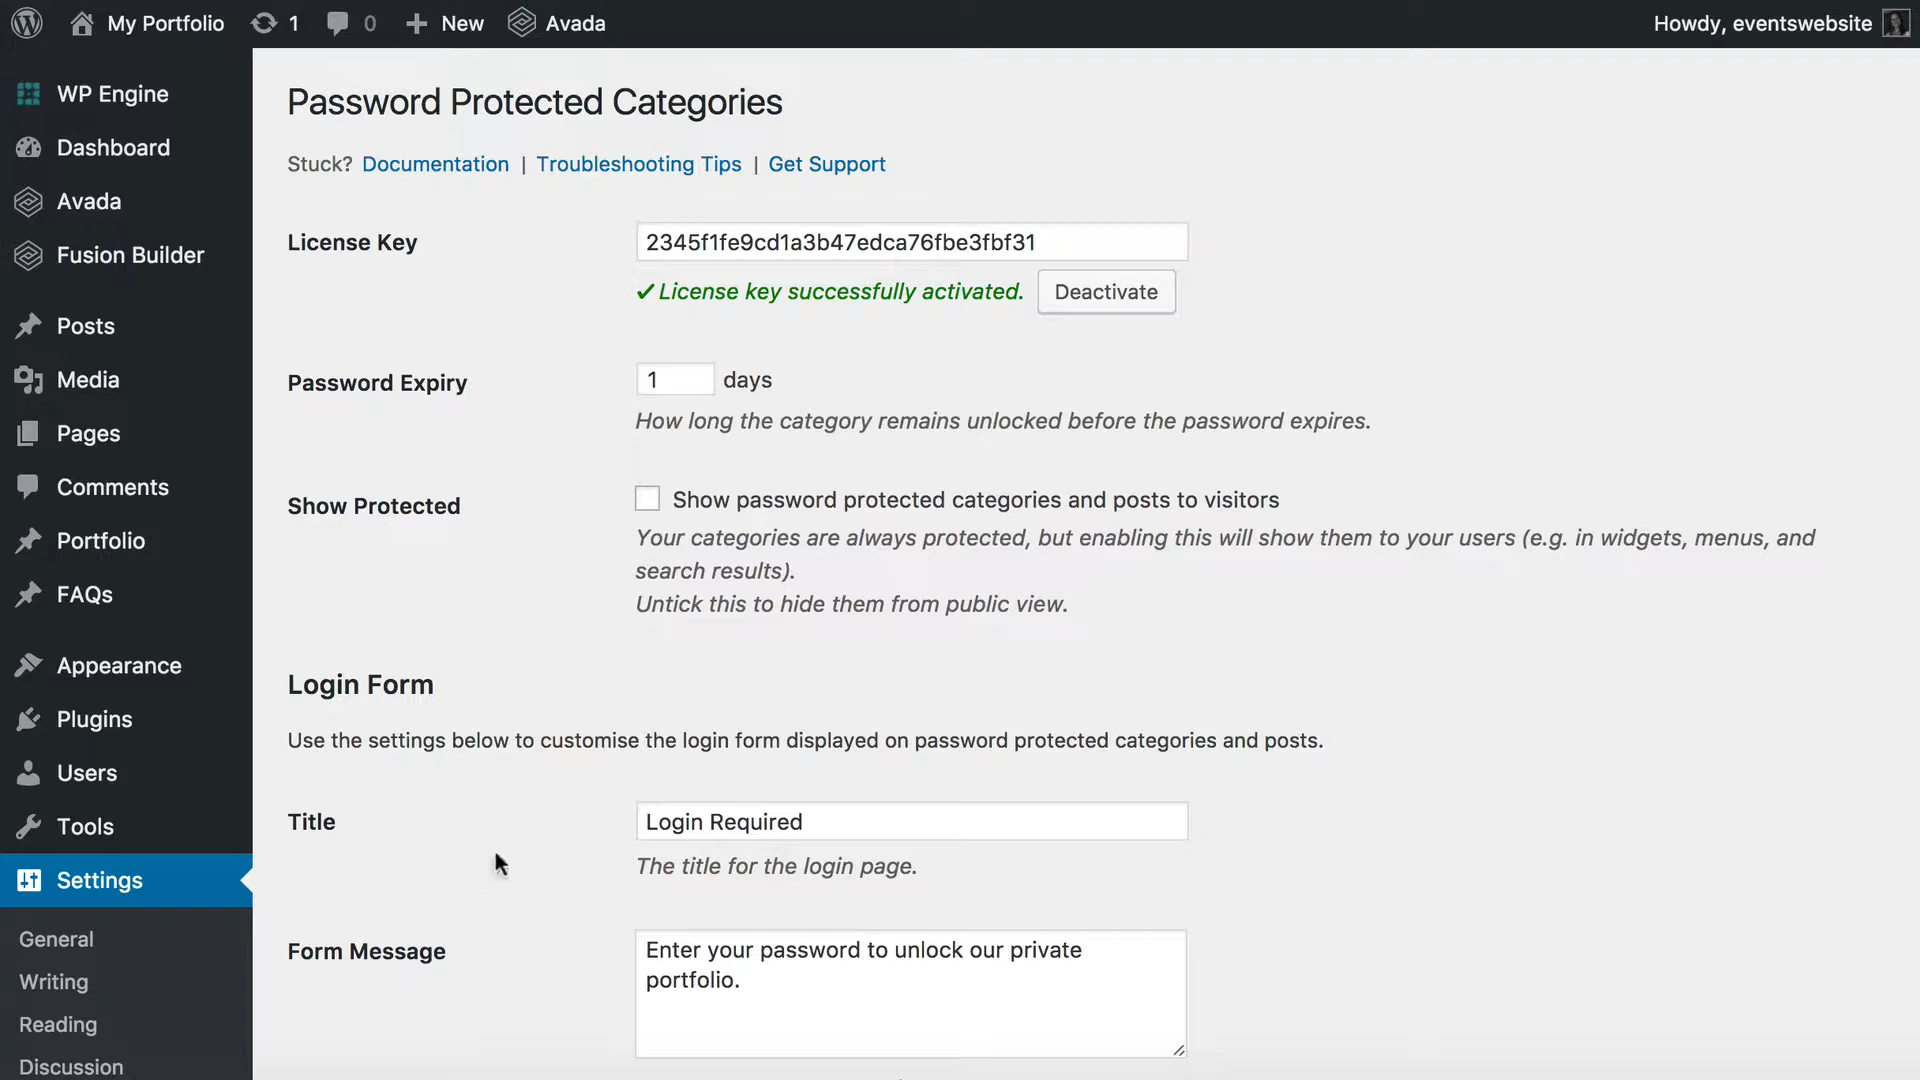 My Portfolio 1 0 New Avada Howdy, eventswebsite
WP Engine
Dashboard
Avada
Fusion Builder
Posts
Media
Pages
Comments
Portfolio
FAQs
Appearance
Plugins
Users
Tools
Settings
General
Writing
Reading
Discussion
Password Protected Categories
Stuck? Documentation | Troubleshooting Tips | Get Support
License Key
2345f1fe9cd1a3b47edca76fbe3fbf31
✓ License key successfully activated. Deactivate
Password Expiry
1 days
How long the category remains unlocked before the password expires.
Show Protected
Show password protected categories and posts to visitors
Your categories are always protected, but enabling this will show them to your users (e.g. in widgets, menus, and
search results).
Untick this to hide them from public view.
Login Form
Use the settings below to customise the login form displayed on password protected categories and posts.
Title
Login Required
The title for the login page.
Form Message
Enter your password to unlock our private
portfolio.